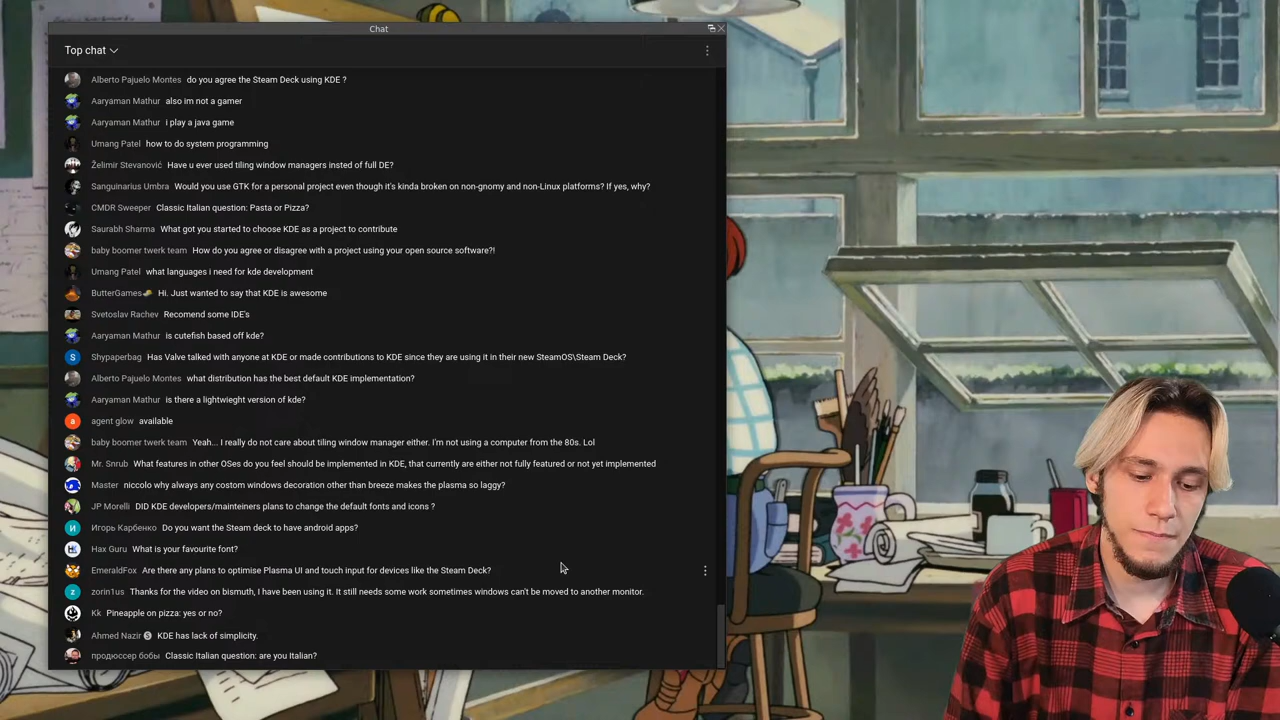 Chat
Top chat
Alberto Pajuelo Montes do you agree the Steam Deck using KDE ?
Aaryaman Mathur also im not a gamer
Aaryaman Mathur i play a java game
Umang Patel how to do system programming
Želimir Stevanović Have u ever used tiling window managers insted of full DE?
Sanguinarius Umbra Would you use GTK for a personal project even though it's kinda broken on non-gnomy and non-Linux platforms? If yes, why?
CMDR Sweeper Classic Italian question: Pasta or Pizza?
Saurabh Sharma What got you started to choose KDE as a project to contribute
baby boomer twerk team How do you agree or disagree with a project using your open source software?!
Umang Patel what languages i need for kde development
ButterGames🧈 Hi. Just wanted to say that KDE is awesome
Svetoslav Rachev Recomend some IDE's
Aaryaman Mathur is cutefish based off kde?
S Shypaperbag Has Valve talked with anyone at KDE or made contributions to KDE since they are using it in their new SteamOS\Steam Deck?
Alberto Pajuelo Montes what distribution has the best default KDE implementation?
Aaryaman Mathur is there a lightwieght version of kde?
a agent glow available
baby boomer twerk team Yeah... I really do not care about tiling window manager either. I'm not using a computer from the 80s. Lol
Mr. Snrub What features in other OSes do you feel should be implemented in KDE, that currently are either not fully featured or not yet implemented
Master niccolo why always any costom windows decoration other than breeze makes the plasma so laggy?
JP Morelli DID KDE developers/mainteiners plans to change the default fonts and icons ?
И Игорь Карбенко Do you want the Steam deck to have android apps?
Hax Guru What is your favourite font?
EmeraldFox Are there any plans to optimise Plasma UI and touch input for devices like the Steam Deck?
z zorin1us Thanks for the video on bismuth, I have been using it. It still needs some work sometimes windows can't be moved to another monitor.
Kk Pineapple on pizza: yes or no?
Ahmed Nazir S KDE has lack of simplicity.
продюссер бобы Classic Italian question: are you Italian?